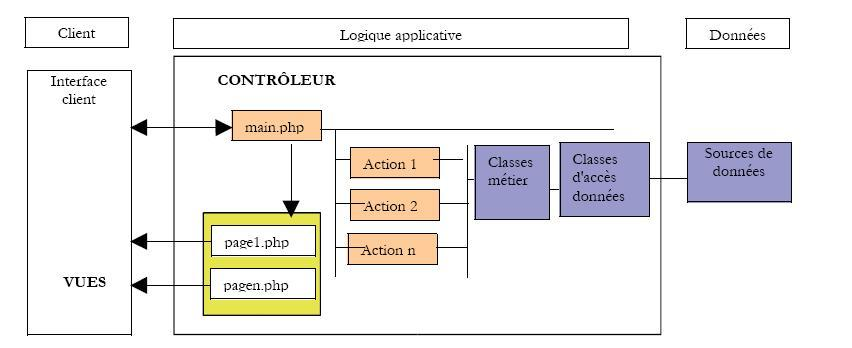 Client
Logique applicative
Données
Interface
client
CONTRÔLEUR
main.php
Action 1
Classes
métier
Classes
d'accès
données
Sources de
données
Action 2
page1.php
Action n
VUES
pagen.php